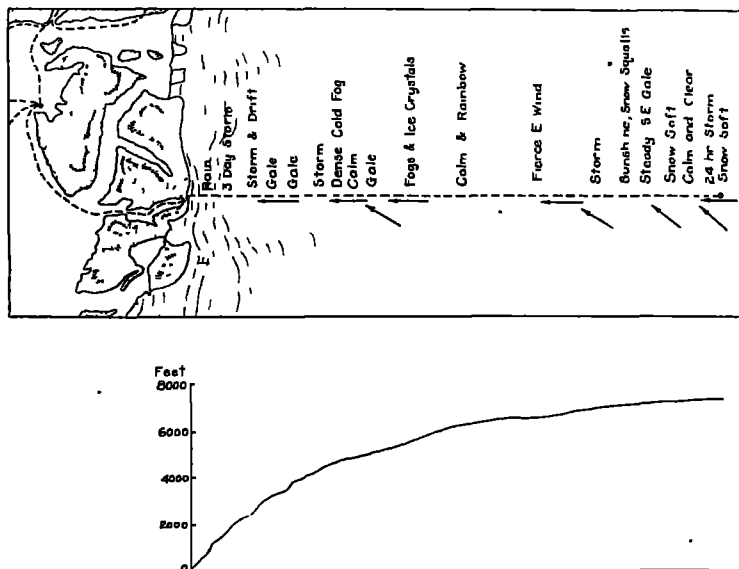 Rain
3 Day Storm
Storm & Drift
Gale
Gale
Storm
Dense Cold Fog
Calm
Gale
Fogs & Ice Crystals
Calm & Rainbow
Fierce E Wind
Storm
Sunshine, Snow Squalls
Steady SE Gale
Snow Soft
Calm and Clear
24 hr Storm
Snow Soft
Feet
8000
6000
4000
2000
0